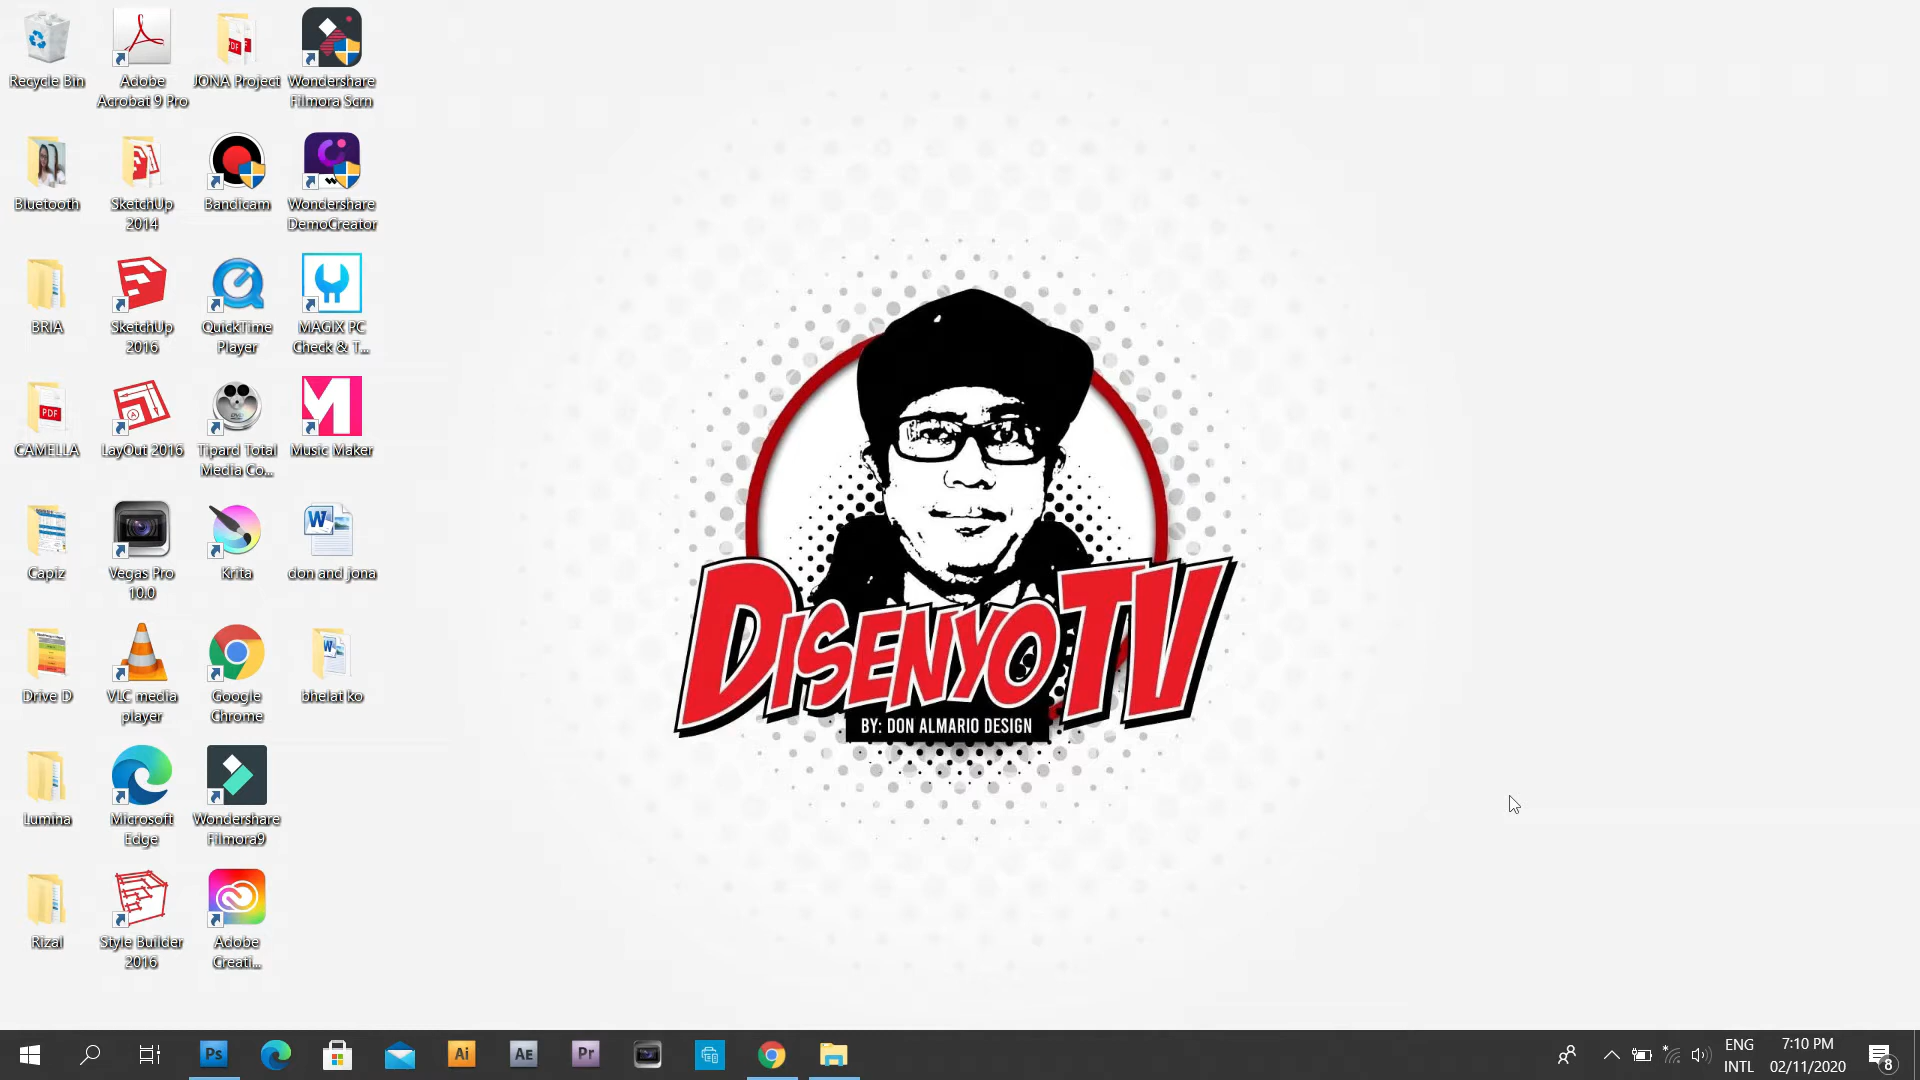 Recycle Bin
Adobe
Acrobat 9 Pro
JONA Project
Wondershare
Filmora Scrn
Bluetooth
SketchUp
2014
Bandicam
Wondershare
DemoCreator
BRIA
SketchUp
2016
QuickTime
Player
MAGIX PC
Check & T...
PDF
CAMELLA
LayOut 2016
Tipard Total
Media Co...
Music Maker
Capiz
Vegas Pro
10.0
Krita
don and jona
Drive D
VLC media
player
Google
Chrome
bhelat ko
Lumina
Microsoft
Edge
Wondershare
Filmora9
Rizal
Style Builder
2016
Adobe
Creati...
DISENYOTV
BY: DON ALMARIO DESIGN
Ps
Ai
AE
Pr
ENG
INTL
7:10 PM
02/11/2020
8